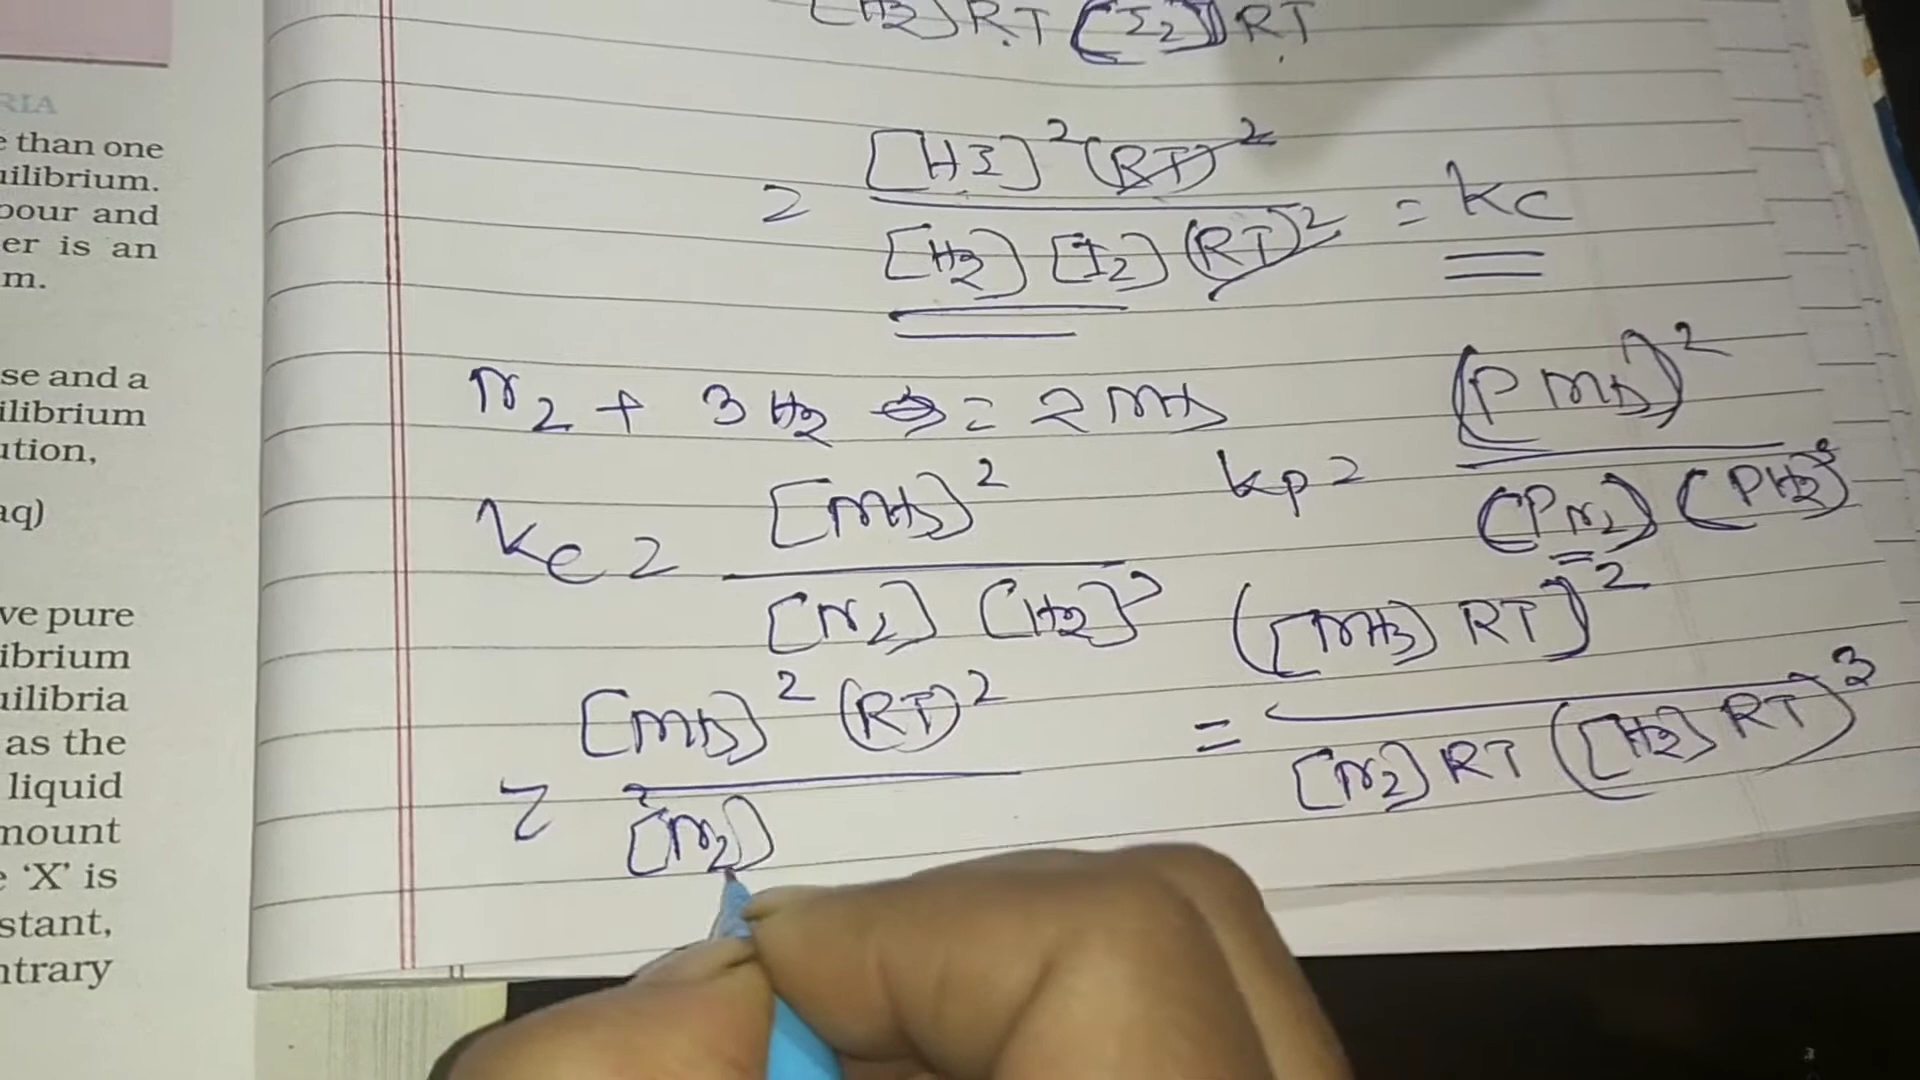 [H2] RT [I2] RT
= [HI]² (RT)² / [H2] [I2] (RT)² = kc
N2 + 3H2 ⇌ = 2NH3
kp = (PNH3)² / (PN2) (PH2)³
kc = [NH3]² / [N2] [H2]³
= ([NH3] RT)² / [N2] RT ([H2] RT)³
= [NH3]² (RT)² / [N2]
RIA
than one
uilibrium.
pour and
er is an
m.
se and a
ilibrium
ution,
aq)
ve pure
ibrium
uilibria
as the
liquid
mount
'X' is
stant,
ntrary